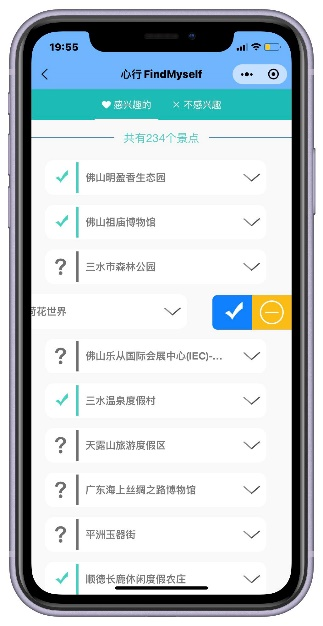 19:55
心行 FindMyself
感兴趣的
不感兴趣
共有234个景点
佛山明盈香生态园
佛山祖庙博物馆
三水市森林公园
荷花世界
佛山乐从国际会展中心(IEC)-...
三水温泉度假村
天露山旅游度假区
广东海上丝绸之路博物馆
平洲玉器街
顺德长鹿休闲度假农庄